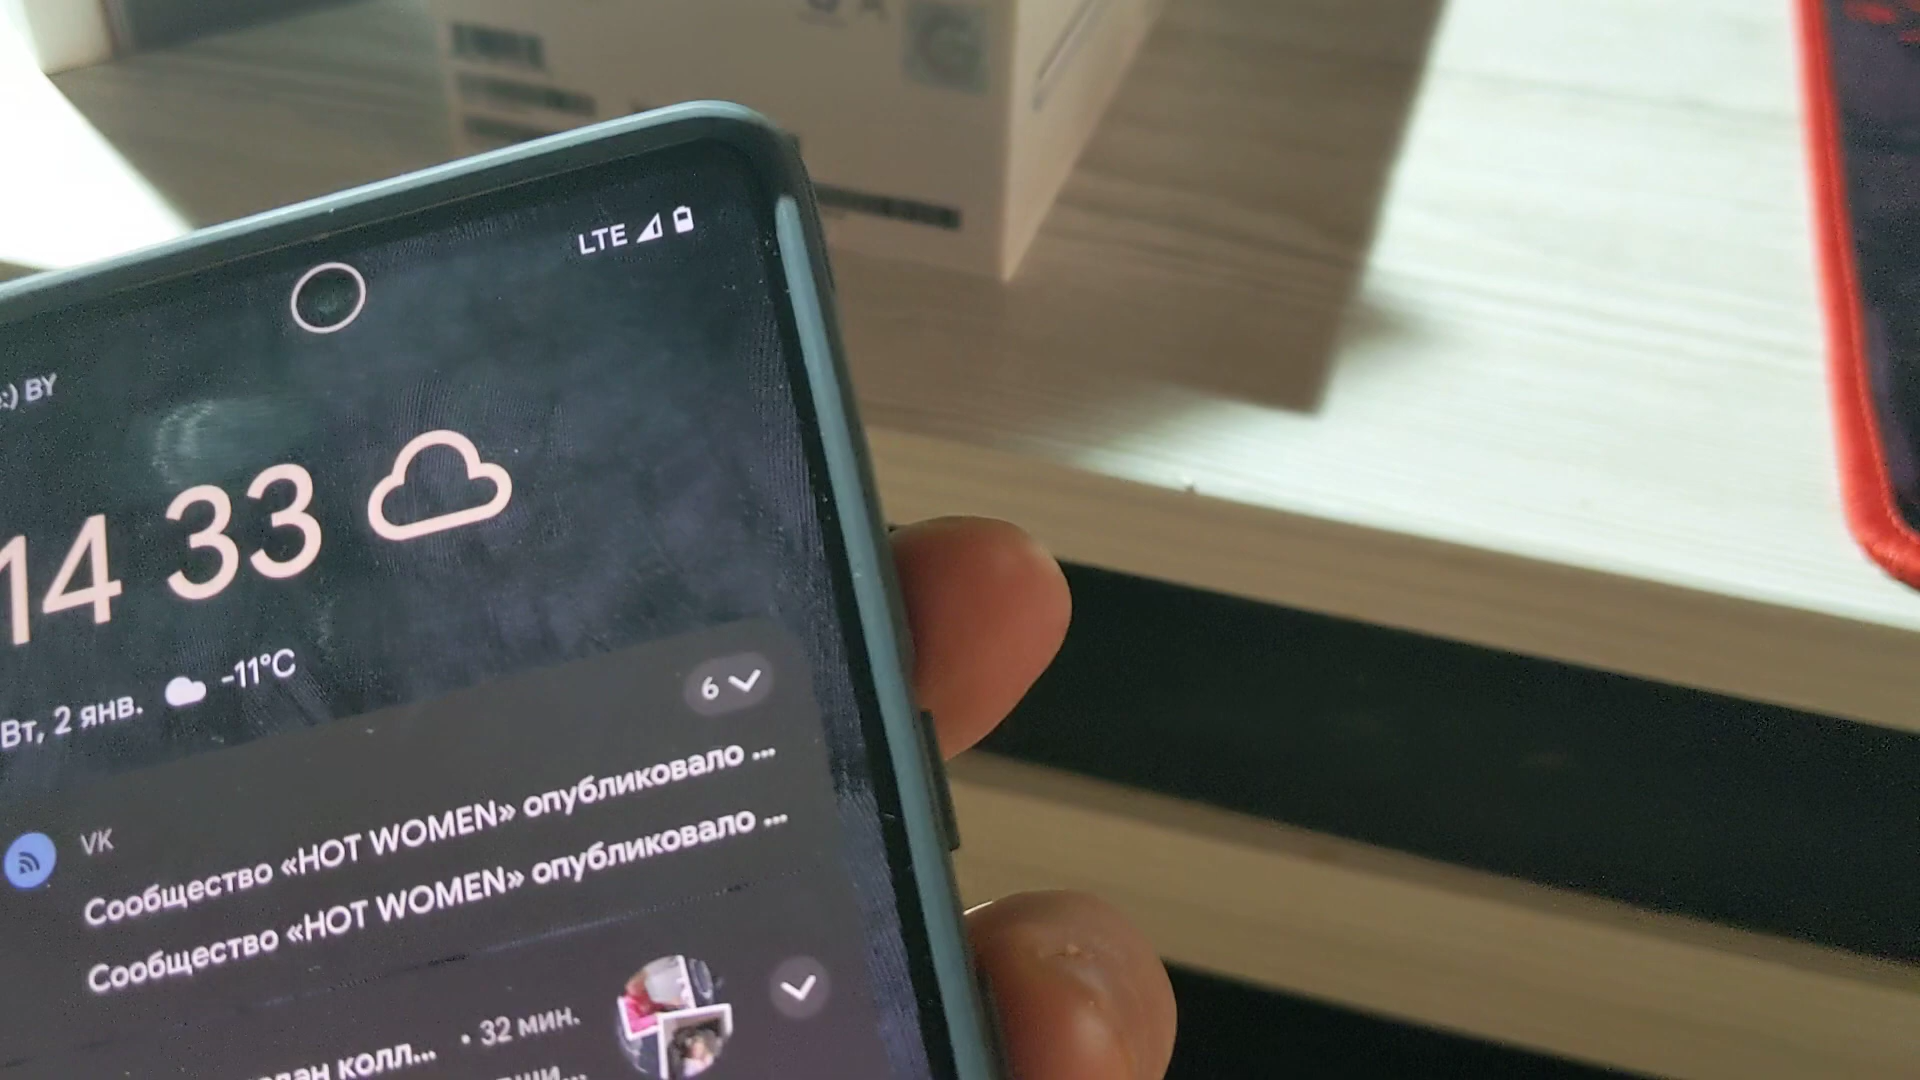 LTE
:) BY
14 33
Вт, 2 янв. -11°C
6
VK
Сообщество «HOT WOMEN» опубликовало ...
Сообщество «HOT WOMEN» опубликовало ...
колл... • 32 мин.